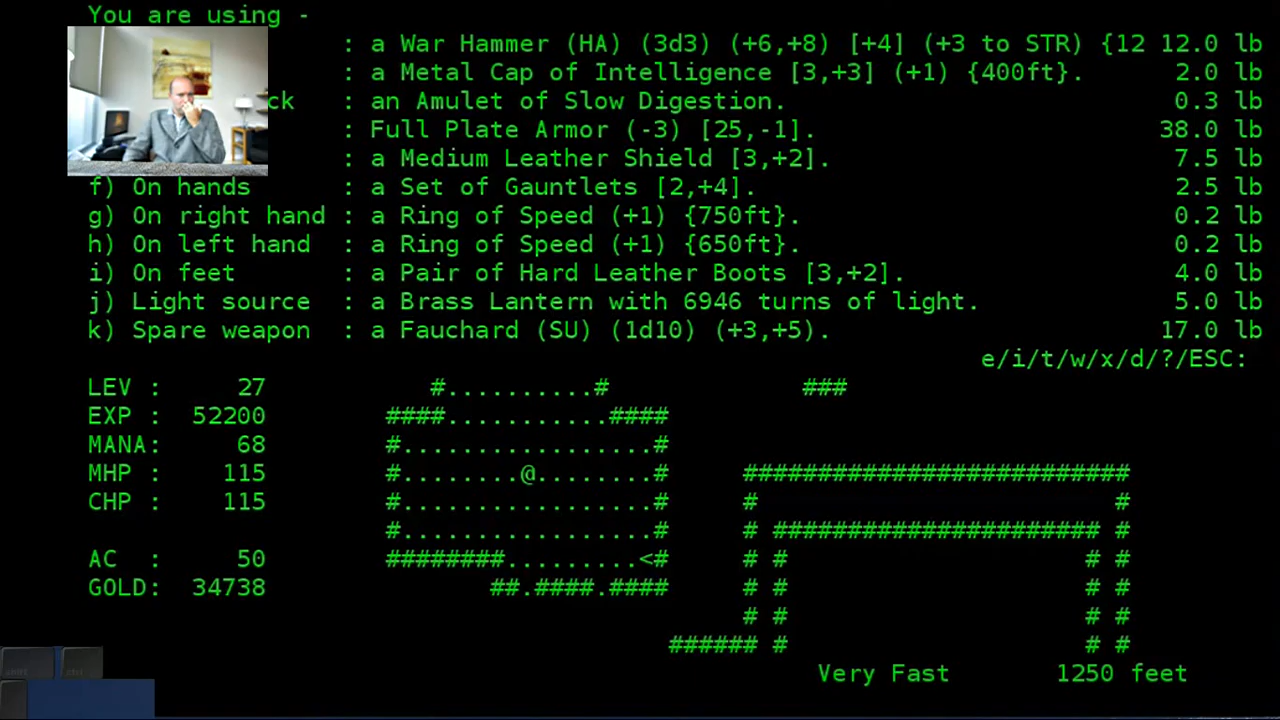 You are using -
: a War Hammer (HA) (3d3) (+6,+8) [+4] (+3 to STR) {12 12.0 lb
: a Metal Cap of Intelligence [3,+3] (+1) {400ft}. 2.0 lb
ck : an Amulet of Slow Digestion. 0.3 lb
: Full Plate Armor (-3) [25,-1]. 38.0 lb
: a Medium Leather Shield [3,+2]. 7.5 lb
f) On hands : a Set of Gauntlets [2,+4]. 2.5 lb
g) On right hand : a Ring of Speed (+1) {750ft}. 0.2 lb
h) On left hand : a Ring of Speed (+1) {650ft}. 0.2 lb
i) On feet : a Pair of Hard Leather Boots [3,+2]. 4.0 lb
j) Light source : a Brass Lantern with 6946 turns of light. 5.0 lb
k) Spare weapon : a Fauchard (SU) (1d10) (+3,+5). 17.0 lb
e/i/t/w/x/d/?/ESC:
LEV : 27 #..........# ###
EXP : 52200 ####...........####
MANA: 68 #.................#
MHP : 115 #........@........# ##########################
CHP : 115 #.................# # #
#.................# # ###################### #
AC : 50 ########.........<# # # # #
GOLD: 34738 ##.####.#### # # # #
# # # #
###### # # #
Very Fast 1250 feet